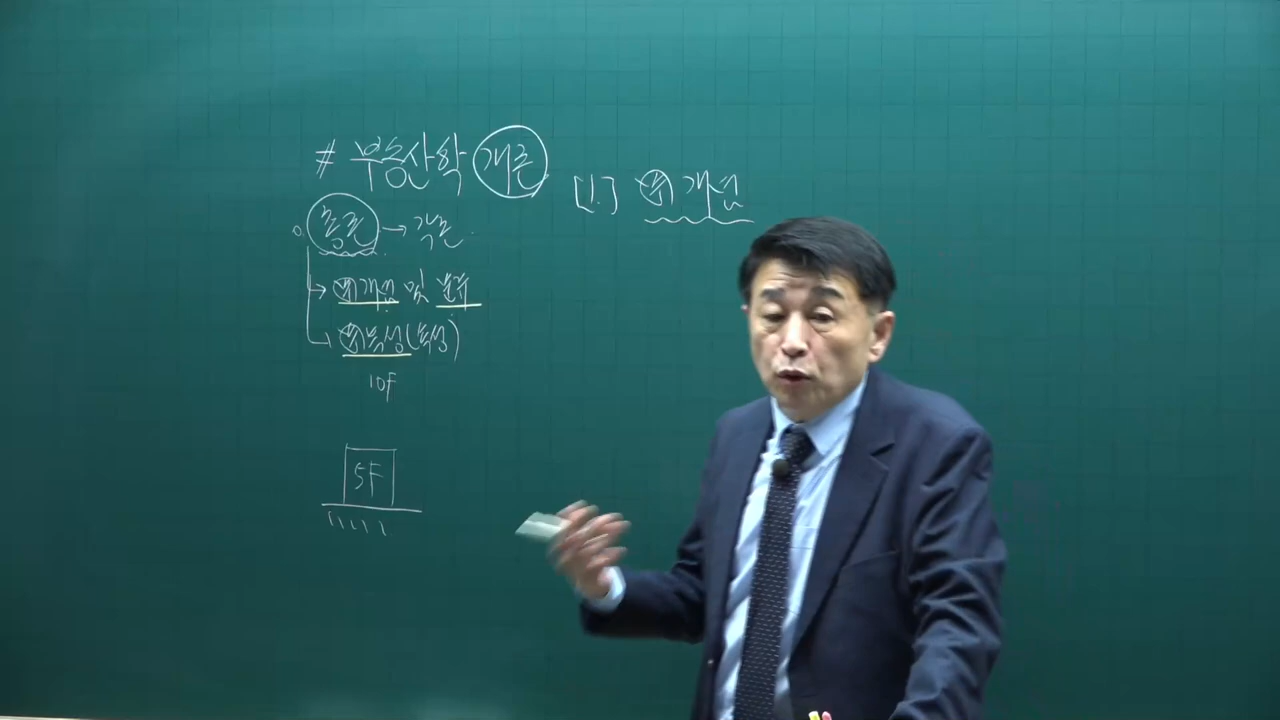 # 부동산학 개론
총론 → 각론
→ 부개념 및 분류
→ 부특성(속성)
10F
5F
[1.] 부 개념